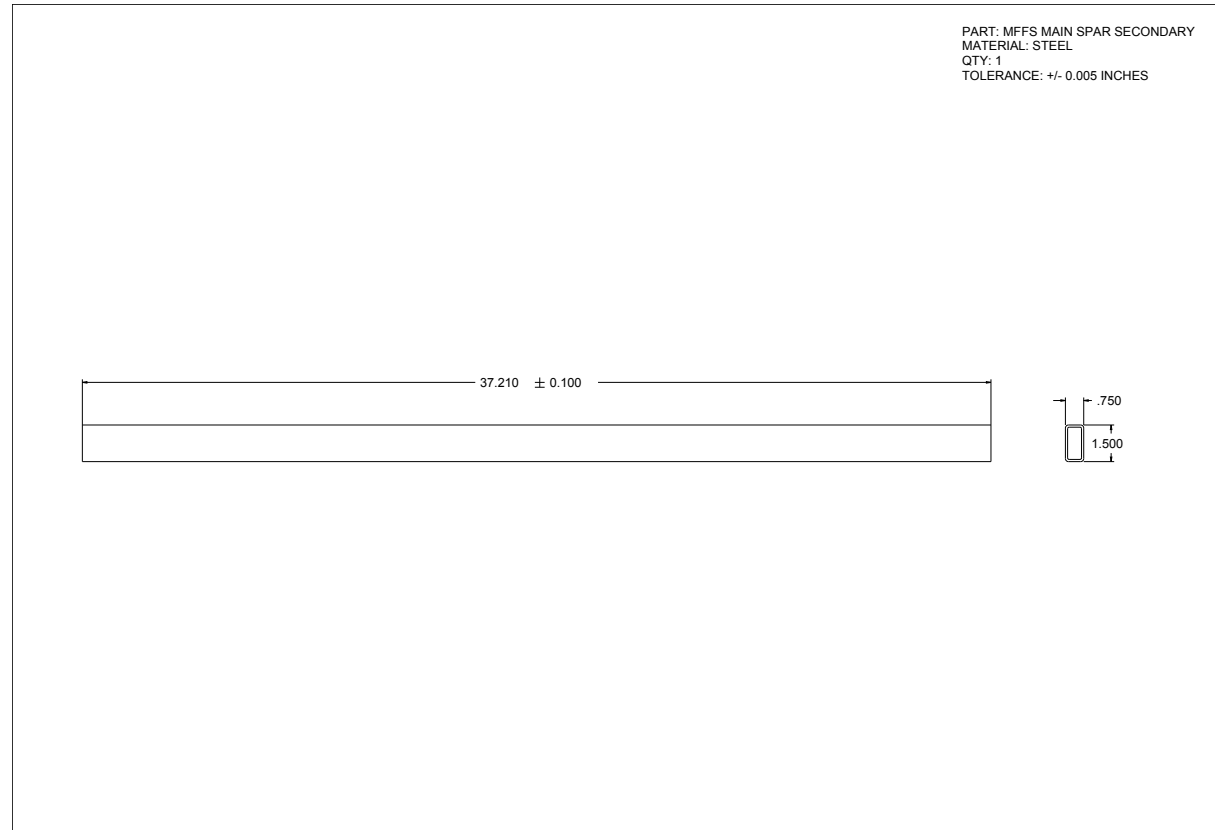 PART: MFFS MAIN SPAR SECONDARY
MATERIAL: STEEL
QTY: 1
TOLERANCE: +/- 0.005 INCHES
37.210 ± 0.100
.750
1.500